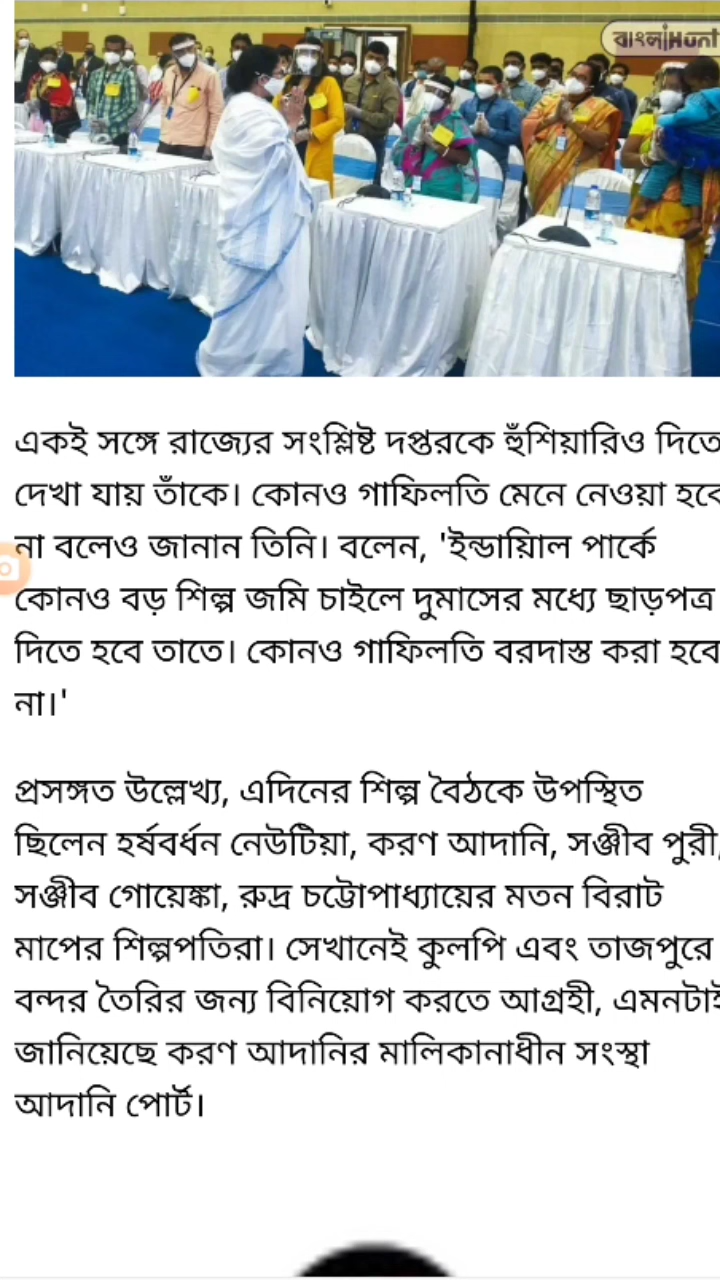 বাংলাHunt
একই সঙ্গে রাজ্যের সংশ্লিষ্ট দপ্তরকে হুঁশিয়ারিও দিতে
দেখা যায় তাঁকে। কোনও গাফিলতি মেনে নেওয়া হবে
না বলেও জানান তিনি। বলেন, 'ইন্ডায়িাল পার্কে
কোনও বড় শিল্প জমি চাইলে দুমাসের মধ্যে ছাড়পত্র
দিতে হবে তাতে। কোনও গাফিলতি বরদাস্ত করা হবে
না।'
প্রসঙ্গত উল্লেখ্য, এদিনের শিল্প বৈঠকে উপস্থিত
ছিলেন হর্ষবর্ধন নেউটিয়া, করণ আদানি, সঞ্জীব পুরী,
সঞ্জীব গোয়েঙ্কা, রুদ্র চট্টোপাধ্যায়ের মতন বিরাট
মাপের শিল্পপতিরা। সেখানেই কুলপি এবং তাজপুরে
বন্দর তৈরির জন্য বিনিয়োগ করতে আগ্রহী, এমনটাই
জানিয়েছে করণ আদানির মালিকানাধীন সংস্থা
আদানি পোর্ট।